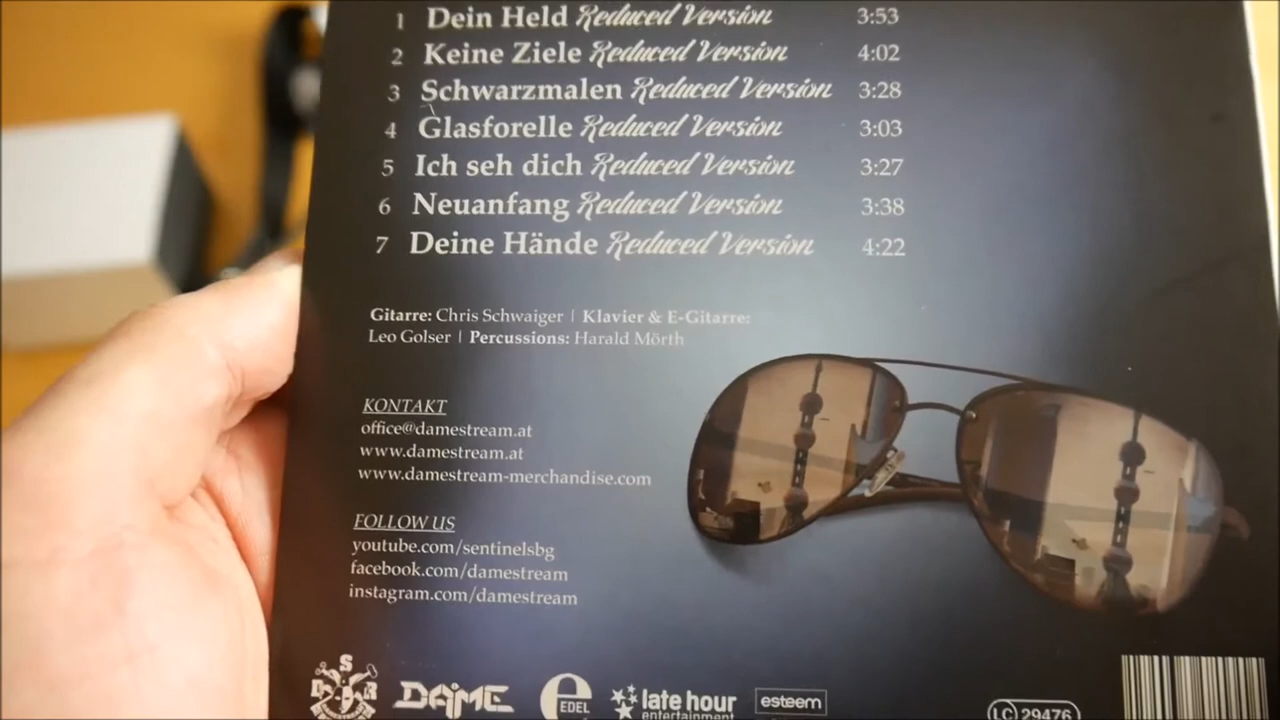 1 Dein Held Reduced Version 3:53
2 Keine Ziele Reduced Version 4:02
3 Schwarzmalen Reduced Version 3:28
4 Glasforelle Reduced Version 3:03
5 Ich seh dich Reduced Version 3:27
6 Neuanfang Reduced Version 3:38
7 Deine Hände Reduced Version 4:22
Gitarre: Chris Schwaiger | Klavier & E-Gitarre:
Leo Golser | Percussions: Harald Mörth
KONTAKT
office@damestream.at
www.damestream.at
www.damestream-merchandise.com
FOLLOW US
youtube.com/sentinelsbg
facebook.com/damestream
instagram.com/damestream
S D R
DAME
e EDEL
late hour
entertainment
esteem
LC 29476